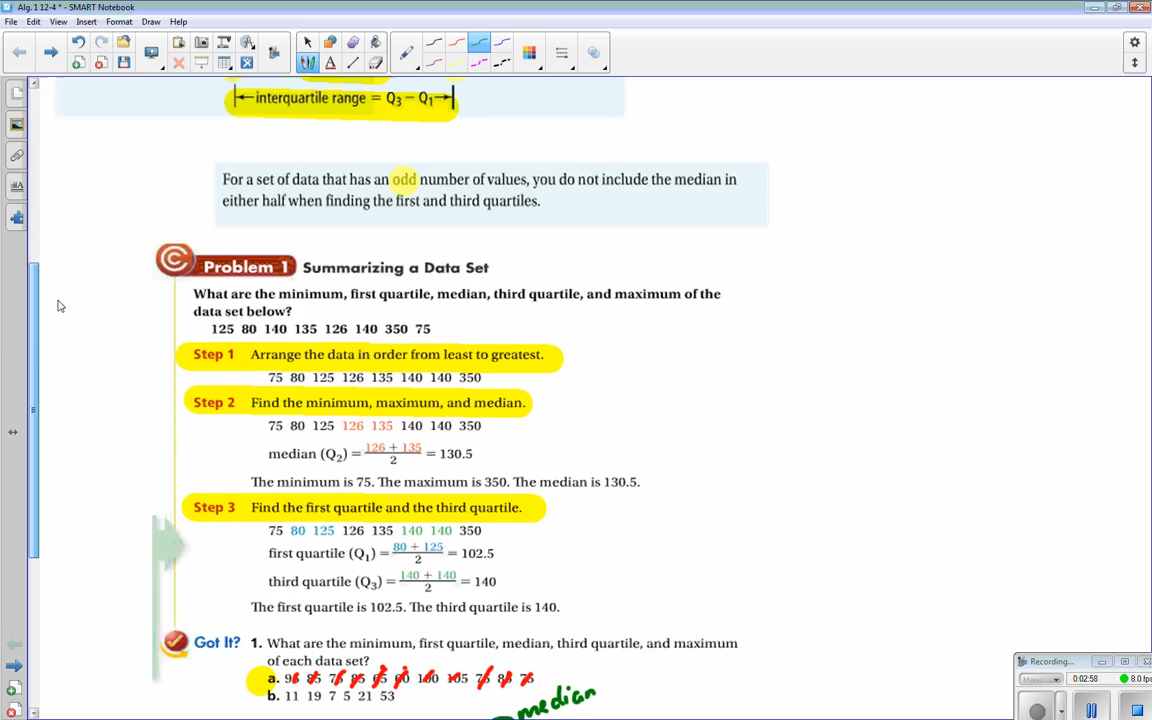 Alg.1 12-4 * - SMART Notebook
File Edit View Insert Format Draw Help
interquartile range = Q₃ − Q₁
For a set of data that has an odd number of values, you do not include the median in
either half when finding the first and third quartiles.
C Problem 1 Summarizing a Data Set
What are the minimum, first quartile, median, third quartile, and maximum of the
data set below?
125 80 140 135 126 140 350 75
Step 1 Arrange the data in order from least to greatest.
75 80 125 126 135 140 140 350
Step 2 Find the minimum, maximum, and median.
75 80 125 126 135 140 140 350
median (Q₂) = 126 + 135 / 2 = 130.5
The minimum is 75. The maximum is 350. The median is 130.5.
Step 3 Find the first quartile and the third quartile.
75 80 125 126 135 140 140 350
first quartile (Q₁) = 80 + 125 / 2 = 102.5
third quartile (Q₃) = 140 + 140 / 2 = 140
The first quartile is 102.5. The third quartile is 140.
Got It? 1. What are the minimum, first quartile, median, third quartile, and maximum
of each data set?
a. 85 65 60 105
b. 11 19 7 5 21 53
median
Recording...
Menu
02:58
8.0 fp